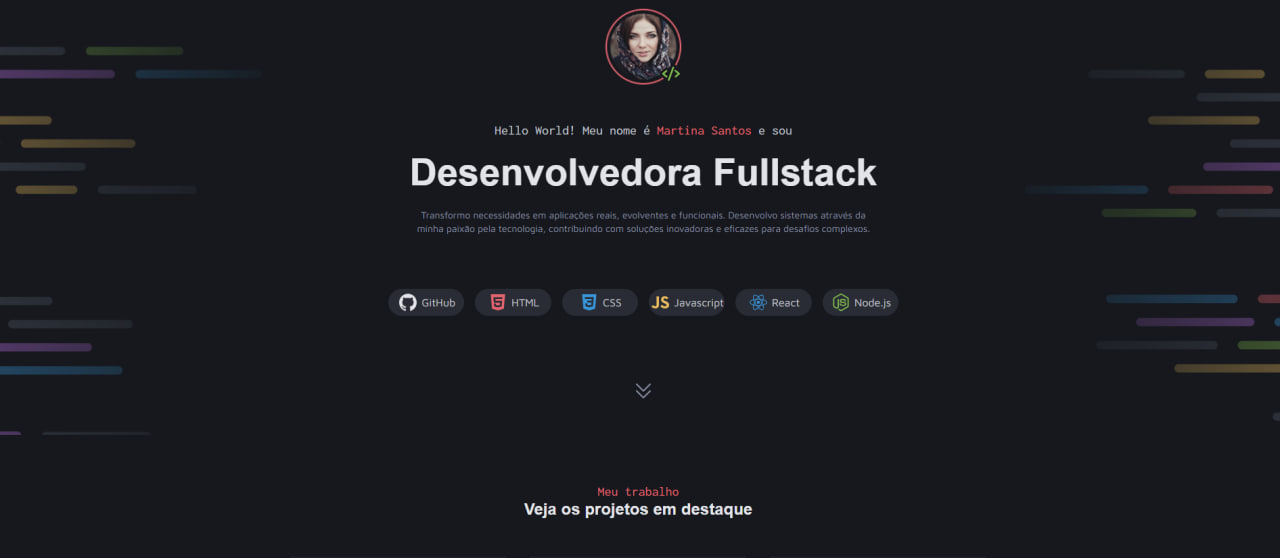 Hello World! Meu nome é Martina Santos e sou
Desenvolvedora Fullstack
Transformo necessidades em aplicações reais, evolventes e funcionais. Desenvolvo sistemas através da
minha paixão pela tecnologia, contribuindo com soluções inovadoras e eficazes para desafios complexos.
GitHub HTML CSS JS Javascript React JS Node.js
Meu trabalho
Veja os projetos em destaque